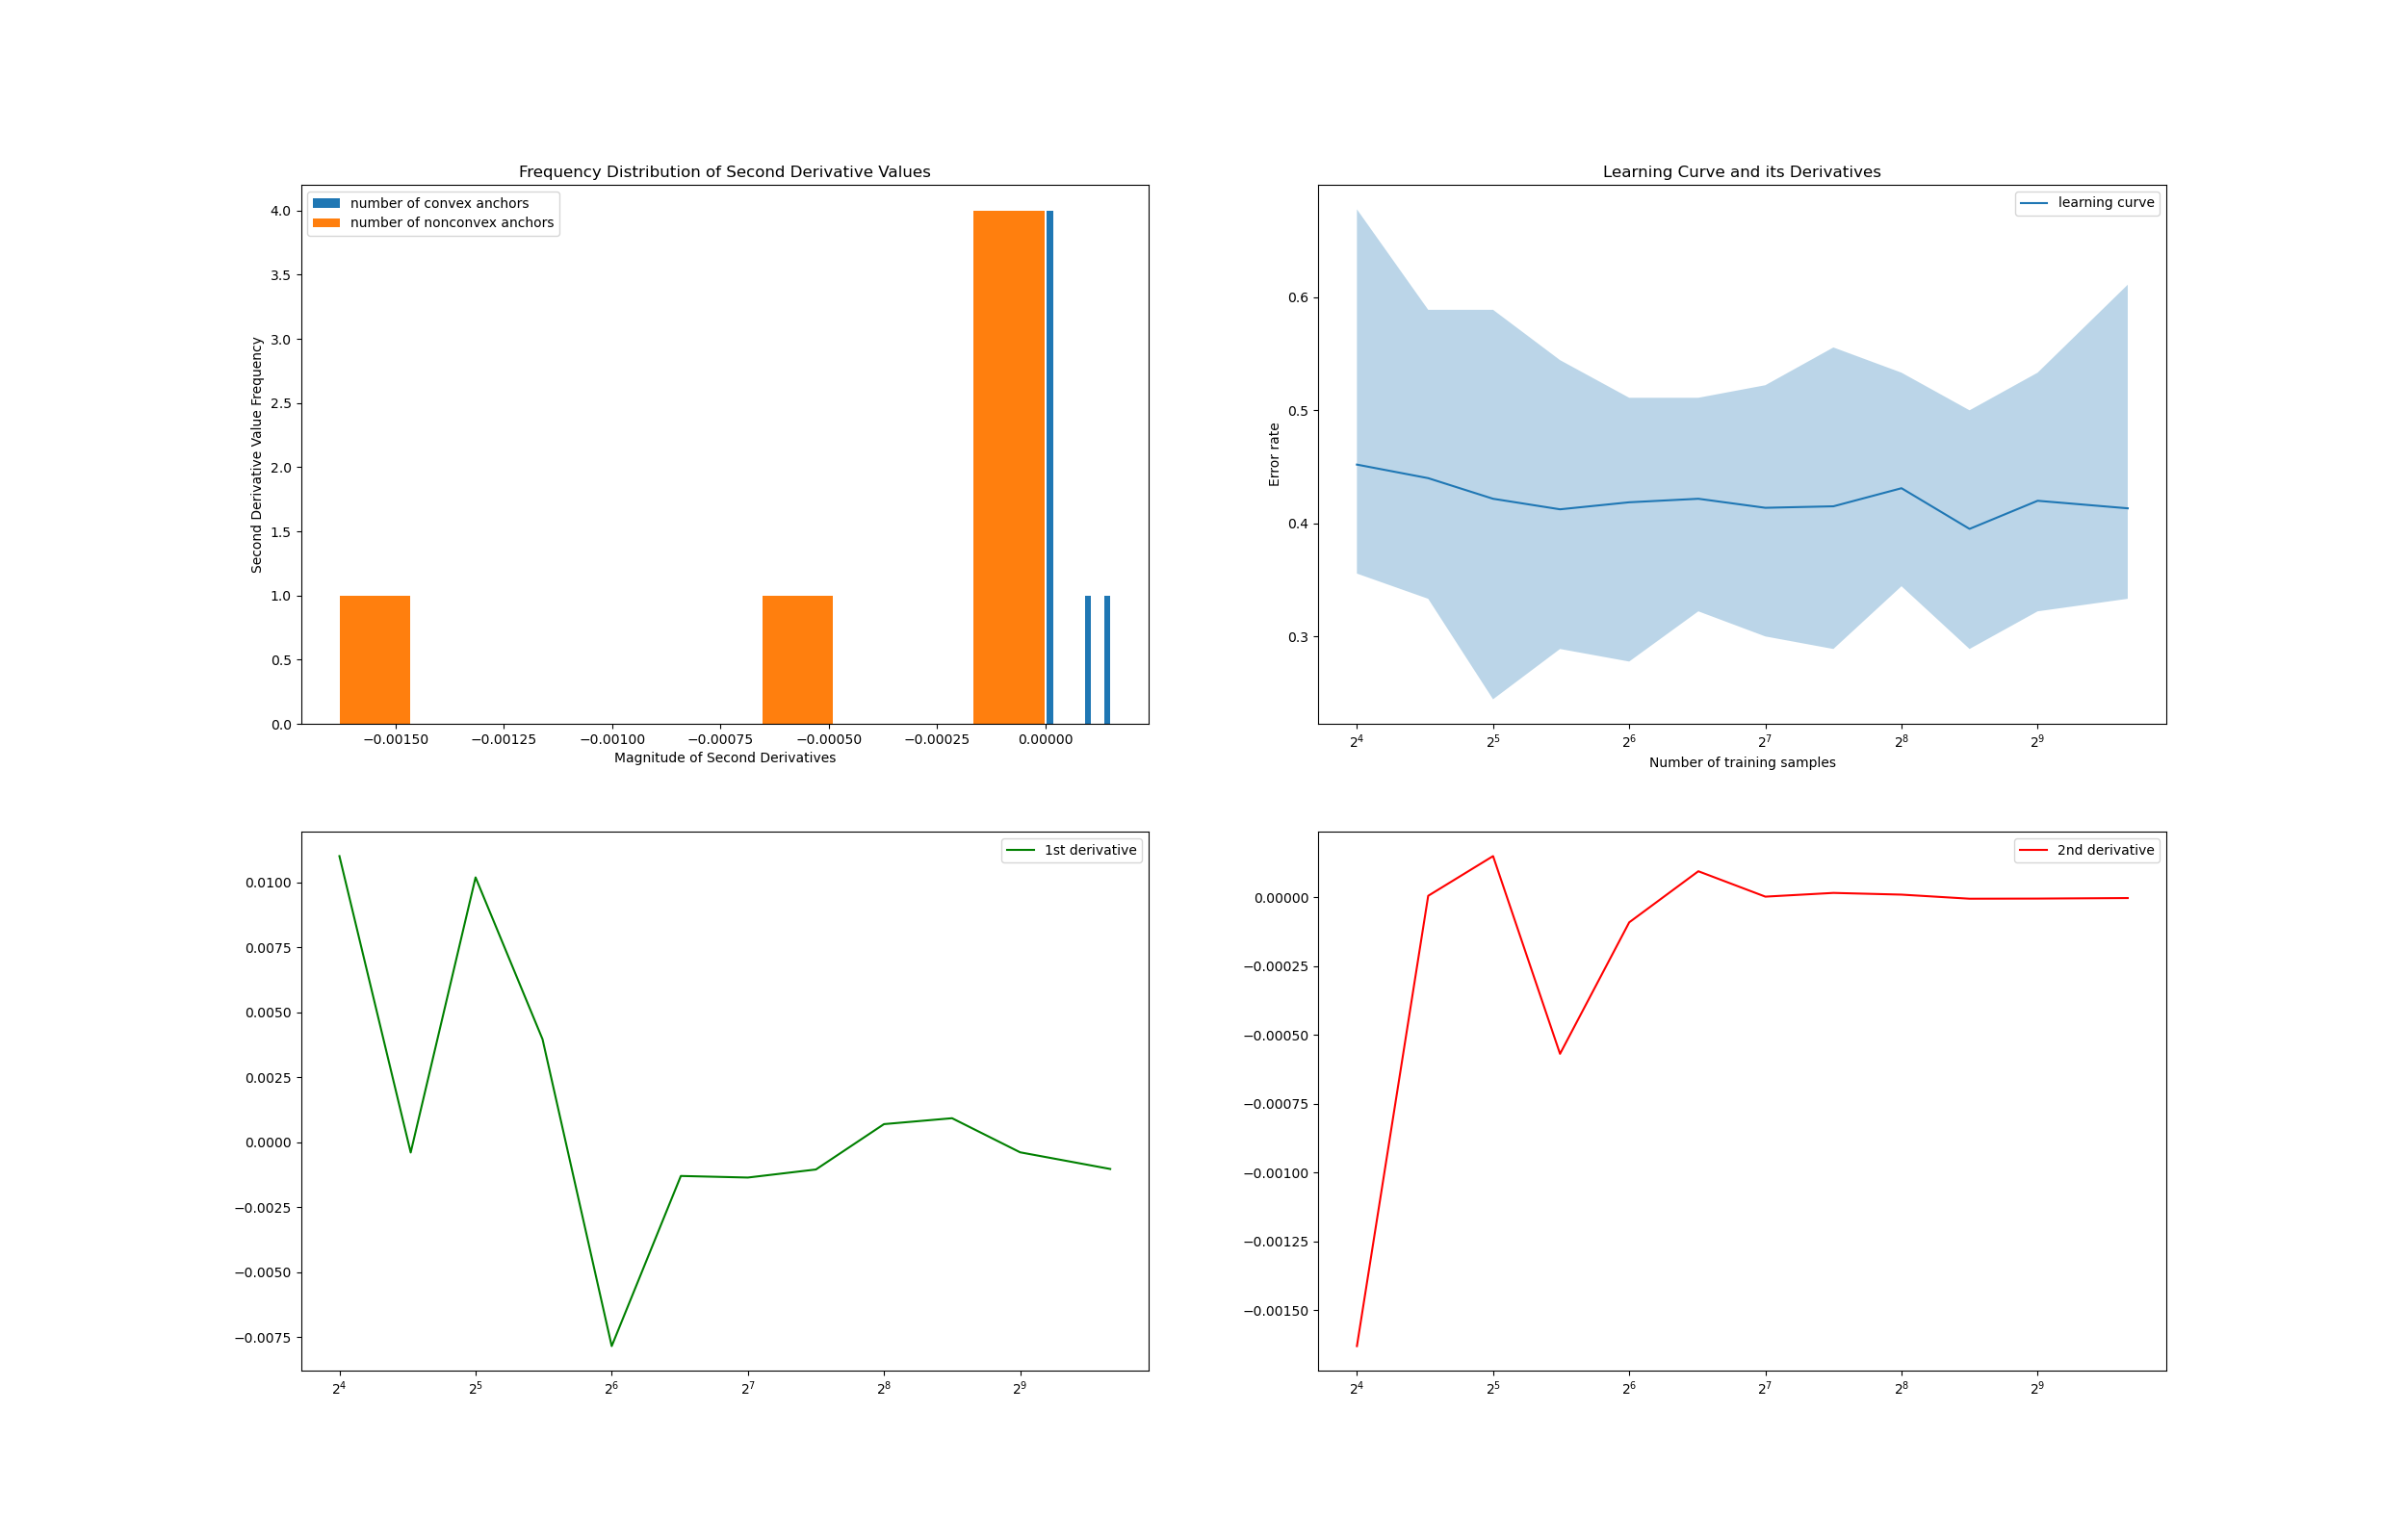 Frequency Distribution of Second Derivative Values
number of convex anchors
number of nonconvex anchors
4.0
3.5
3.0
2.5
2.0
1.5
1.0
0.5
0.0
Second Derivative Value Frequency
−0.00150 −0.00125 −0.00100 −0.00075 −0.00050 −0.00025 0.00000
Magnitude of Second Derivatives
Learning Curve and its Derivatives
learning curve
0.6
0.5
0.4
0.3
Error rate
2⁴ 2⁵ 2⁶ 2⁷ 2⁸ 2⁹
Number of training samples
1st derivative
0.0100
0.0075
0.0050
0.0025
0.0000
−0.0025
−0.0050
−0.0075
2⁴ 2⁵ 2⁶ 2⁷ 2⁸ 2⁹
2nd derivative
0.00000
−0.00025
−0.00050
−0.00075
−0.00100
−0.00125
−0.00150
2⁴ 2⁵ 2⁶ 2⁷ 2⁸ 2⁹